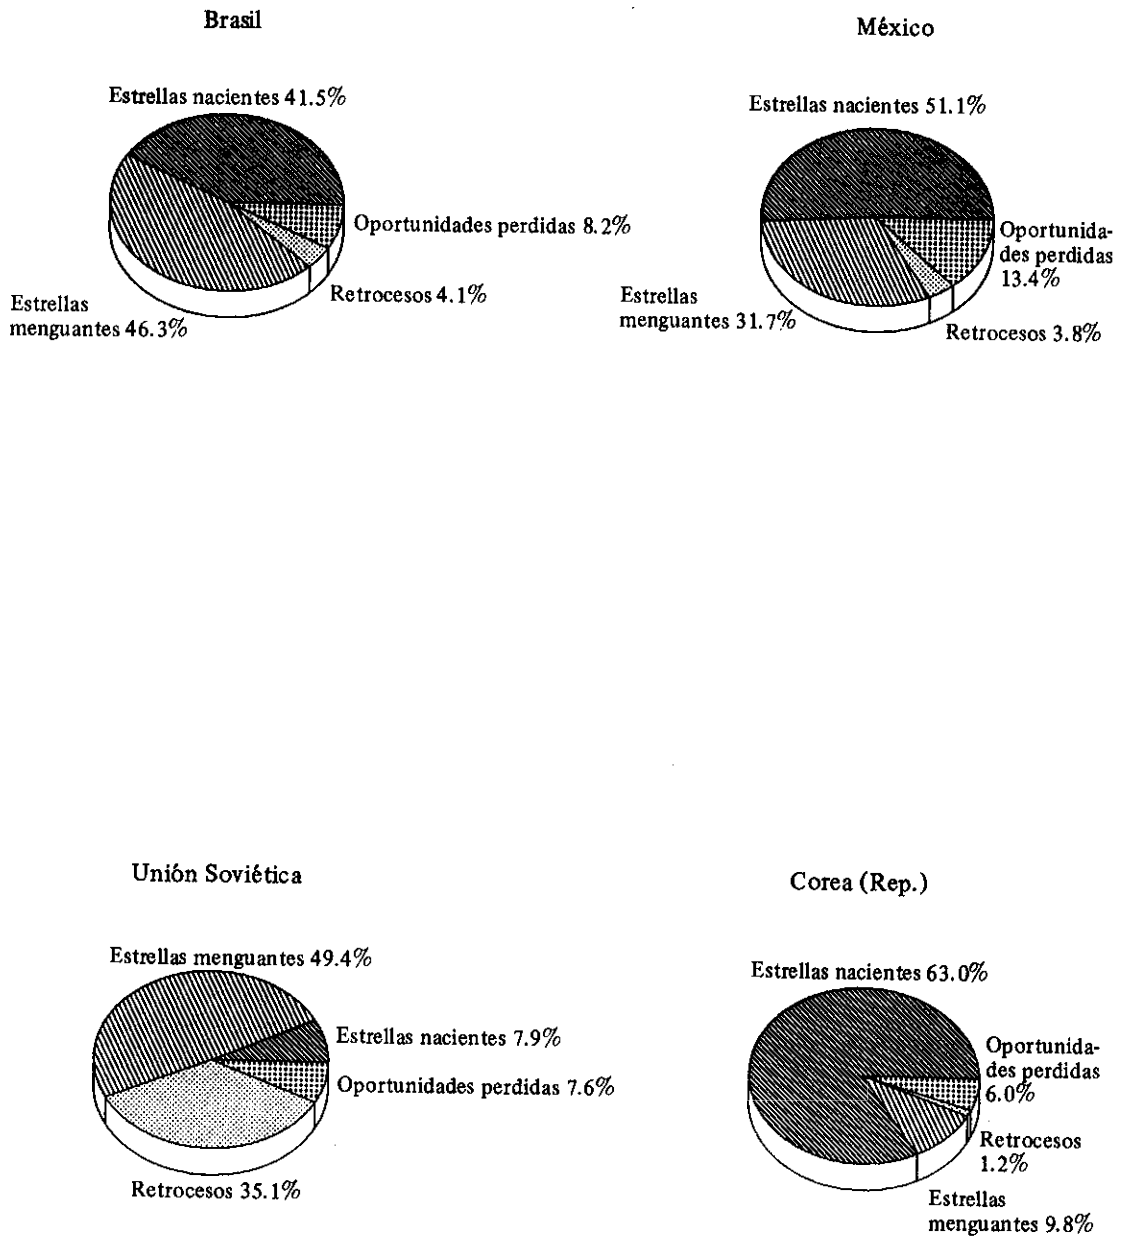 Brasil
Estrellas nacientes 41.5%
Oportunidades perdidas 8.2%
Retrocesos 4.1%
Estrellas
menguantes 46.3%
México
Estrellas nacientes 51.1%
Oportunida-
des perdidas
13.4%
Estrellas
menguantes 31.7%
Retrocesos 3.8%
Unión Soviética
Estrellas menguantes 49.4%
Estrellas nacientes 7.9%
Oportunidades perdidas 7.6%
Retrocesos 35.1%
Corea (Rep.)
Estrellas nacientes 63.0%
Oportunida-
des perdidas
6.0%
Retrocesos
1.2%
Estrellas
menguantes 9.8%